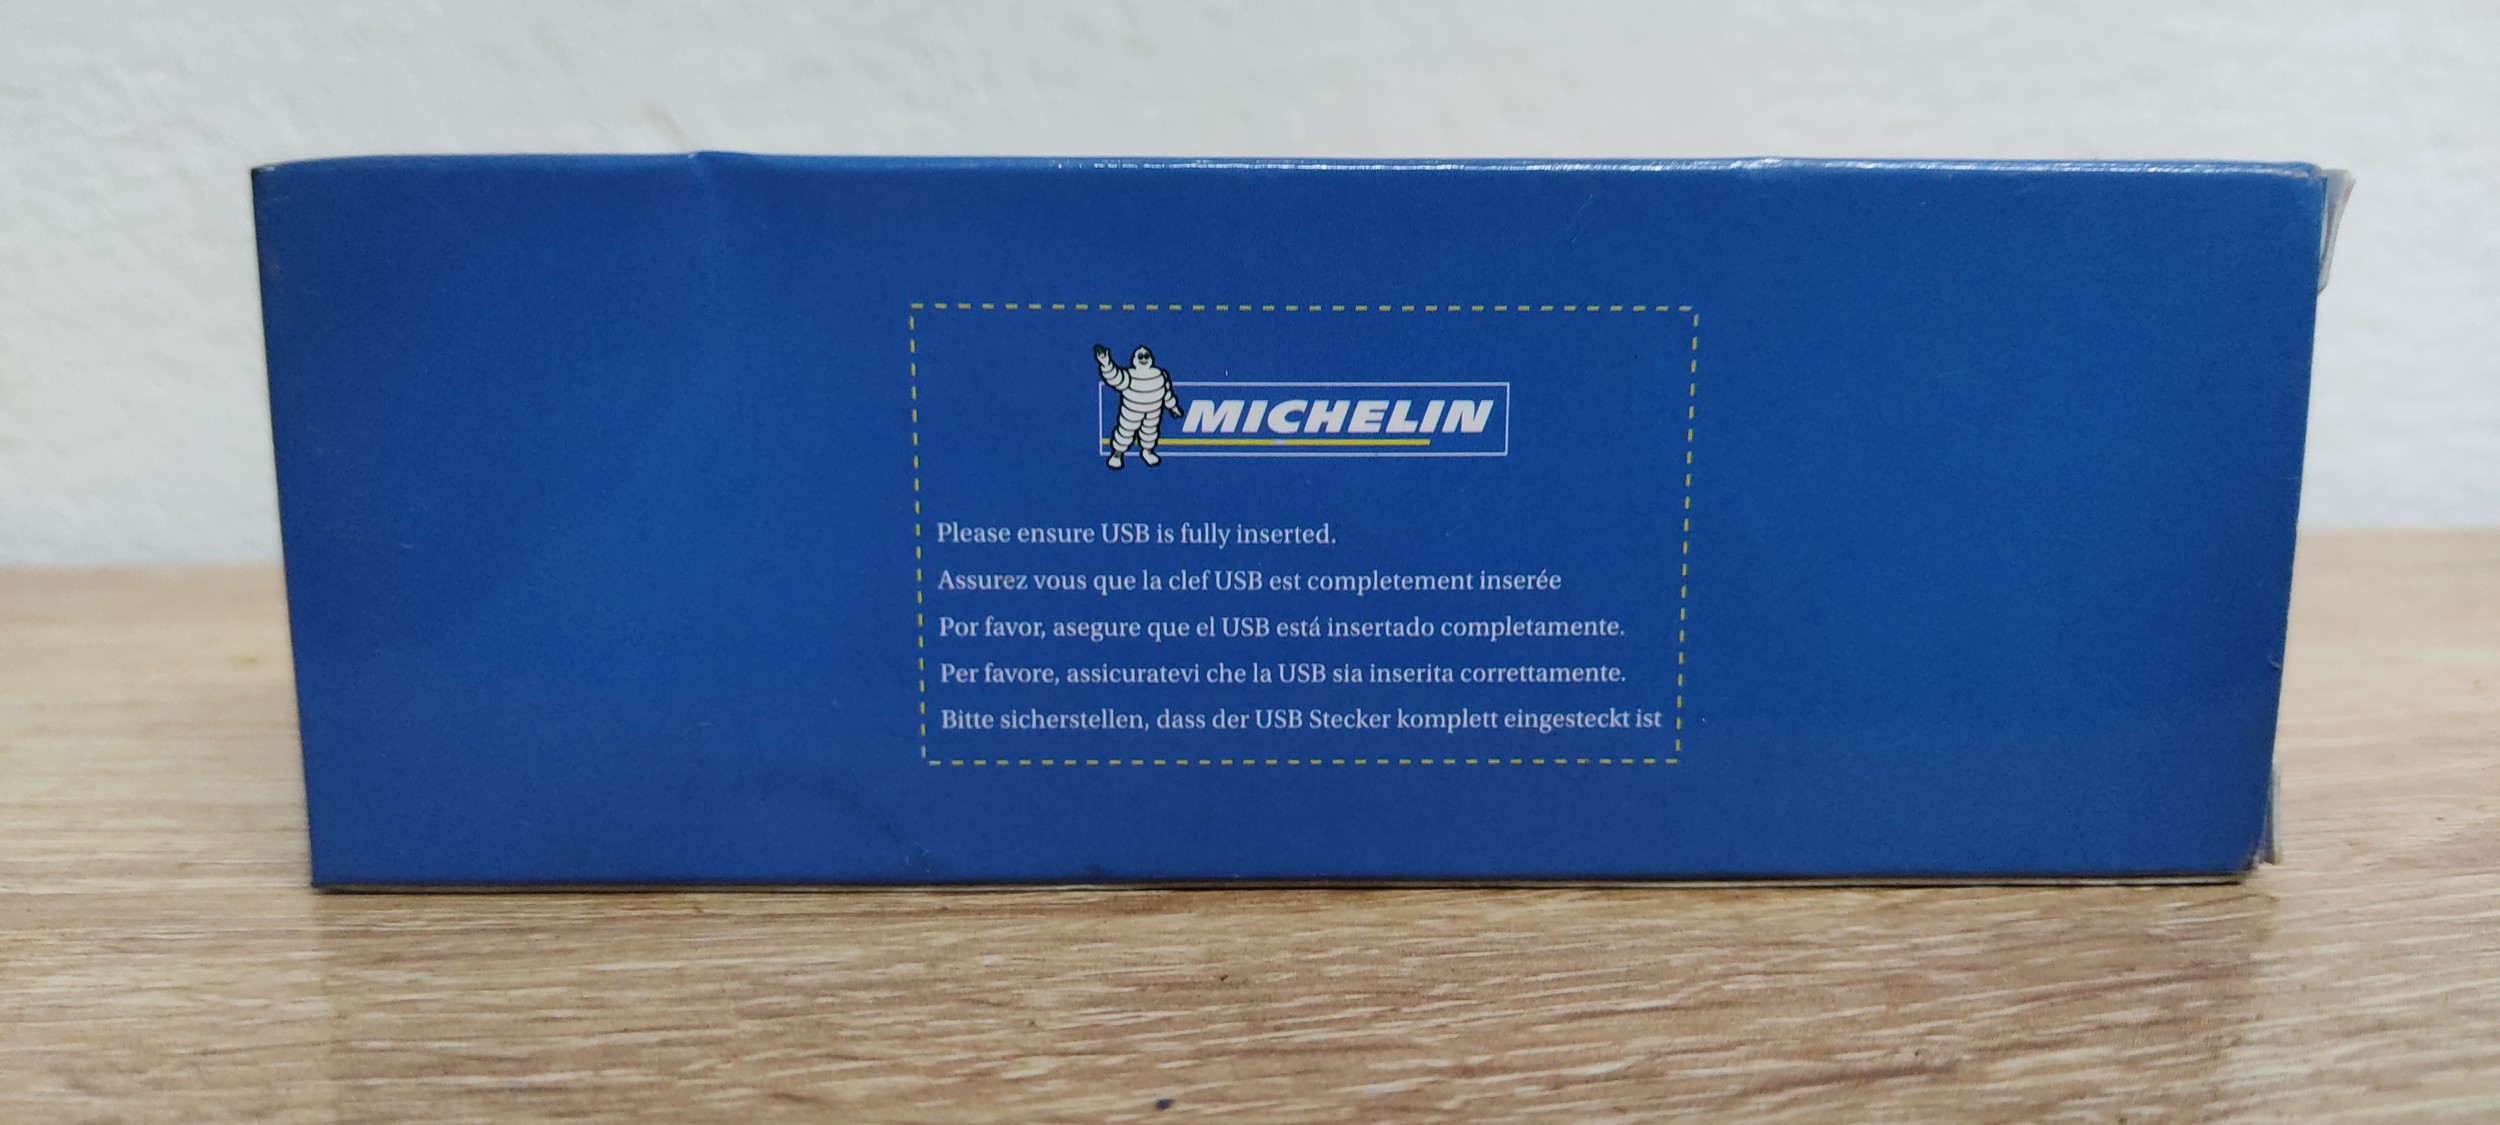 MICHELIN
Please ensure USB is fully inserted.
Assurez vous que la clef USB est completement inserée
Por favor, asegure que el USB está insertado completamente.
Per favore, assicuratevi che la USB sia inserita correttamente.
Bitte sicherstellen, dass der USB Stecker komplett eingesteckt ist